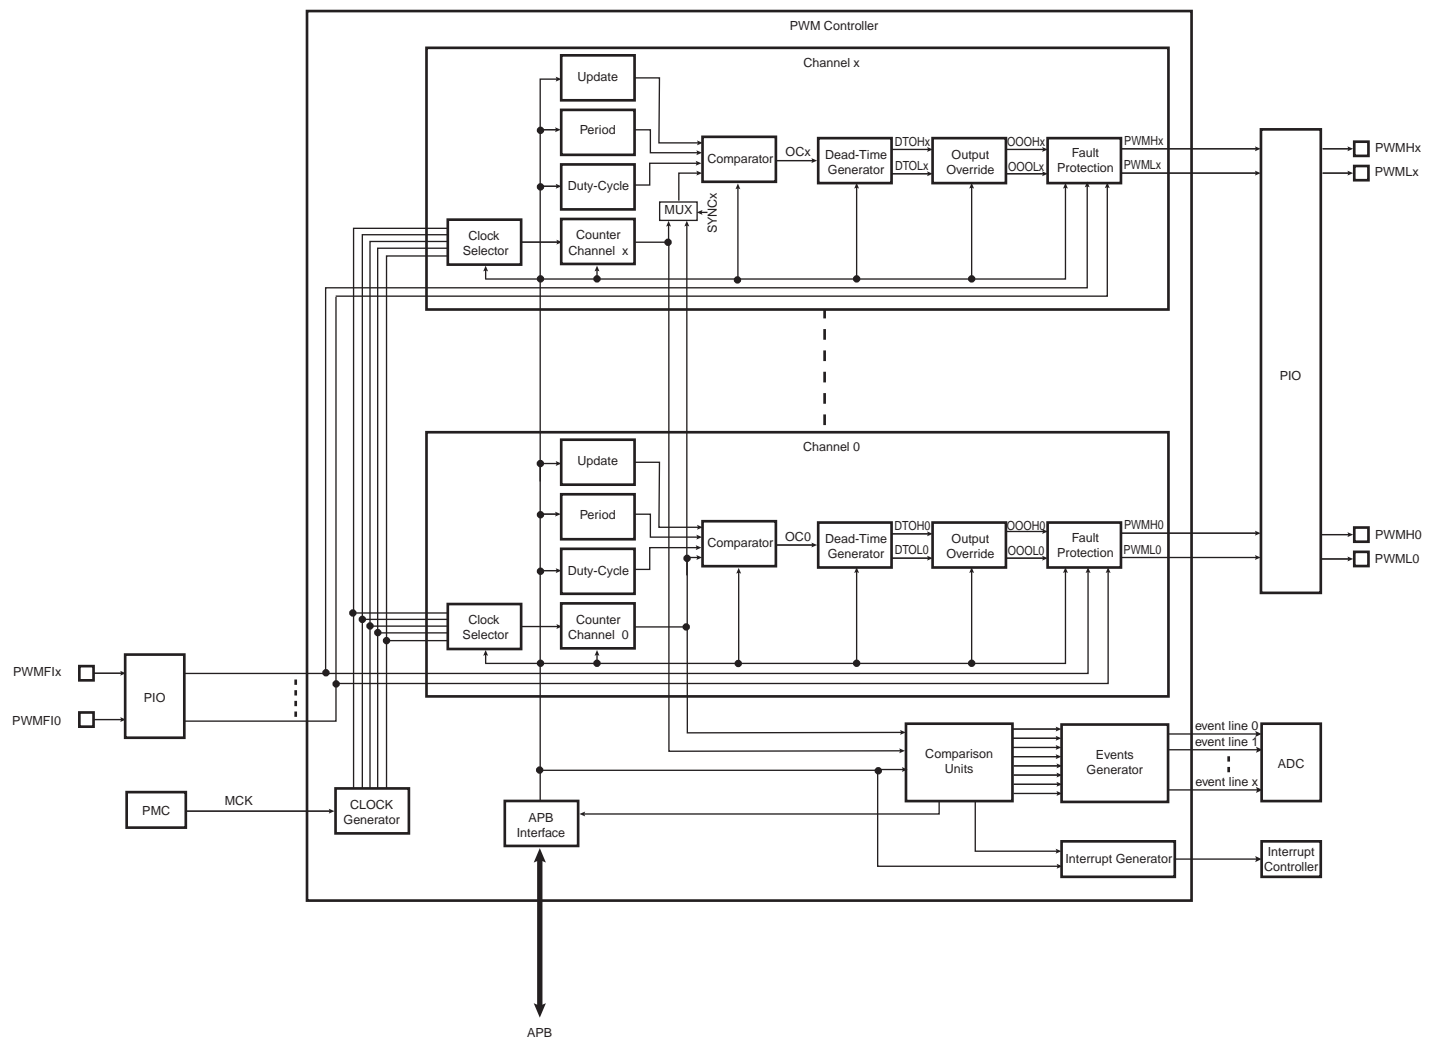 PWM Controller
Channel x
Update
Period
Comparator
OCx
Dead-Time
Generator
DTOHx
DTOLx
Output
Override
OOOHx
OOOLx
Fault
Protection
PWMHx
PWMLx
PWMHx
PWMLx
Duty-Cycle
MUX
SYNCx
Clock
Selector
Counter
Channel x
PIO
Channel 0
Update
Period
Comparator
OC0
Dead-Time
Generator
DTOH0
DTOL0
Output
Override
OOOH0
OOOL0
Fault
Protection
PWMH0
PWML0
PWMH0
PWML0
Duty-Cycle
Clock
Selector
Counter
Channel 0
PWMFIx
PWMFI0
PIO
Comparison
Units
Events
Generator
event line 0
event line 1
event line x
ADC
PMC
MCK
CLOCK
Generator
APB
Interface
Interrupt Generator
Interrupt
Controller
APB